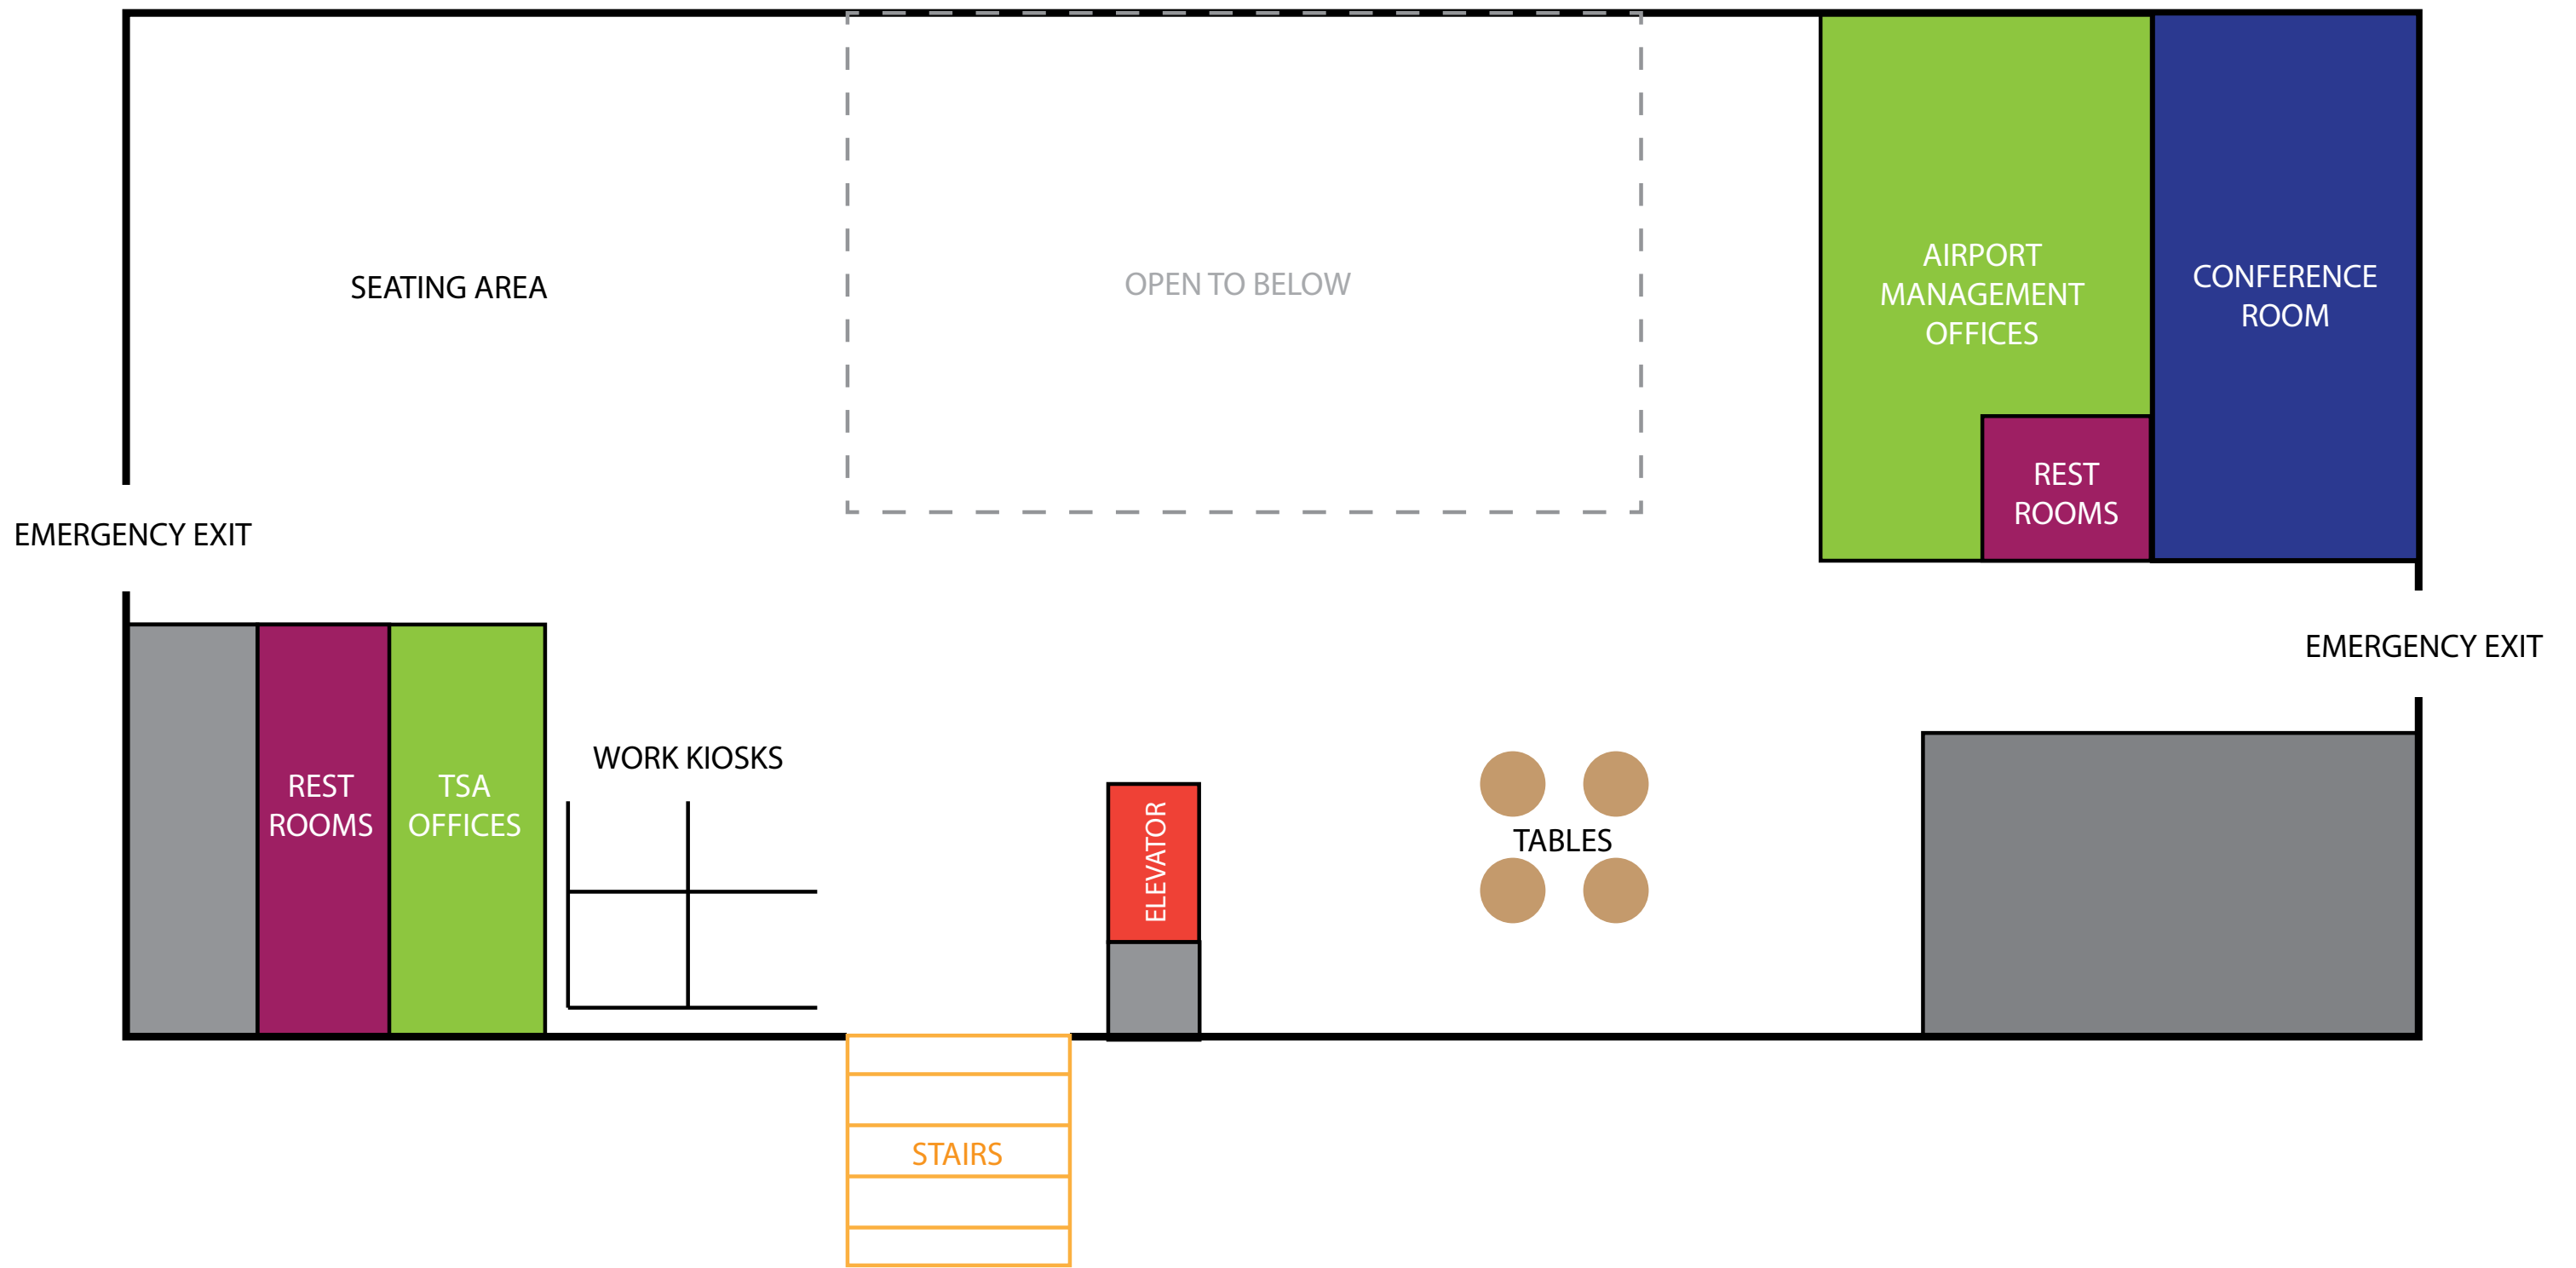 SEATING AREA
OPEN TO BELOW
AIRPORT
MANAGEMENT
OFFICES
CONFERENCE
ROOM
REST
ROOMS
EMERGENCY EXIT
EMERGENCY EXIT
REST
ROOMS
TSA
OFFICES
WORK KIOSKS
ELEVATOR
TABLES
STAIRS